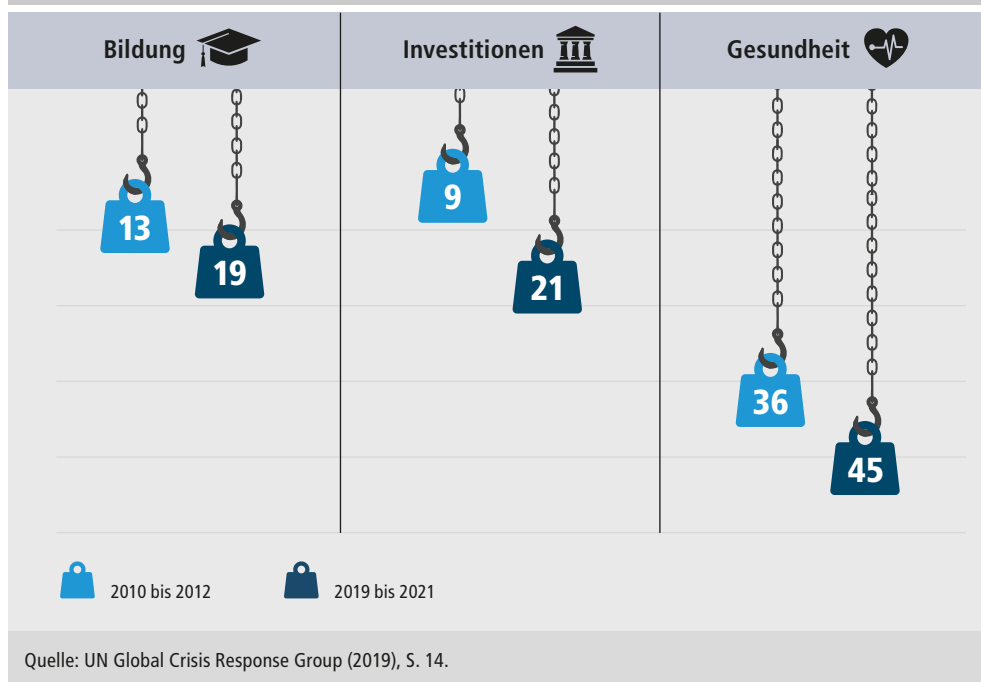 Bildung
Investitionen
Gesundheit
13
19
9
21
36
45
2010 bis 2012
2019 bis 2021
Quelle: UN Global Crisis Response Group (2019), S. 14.